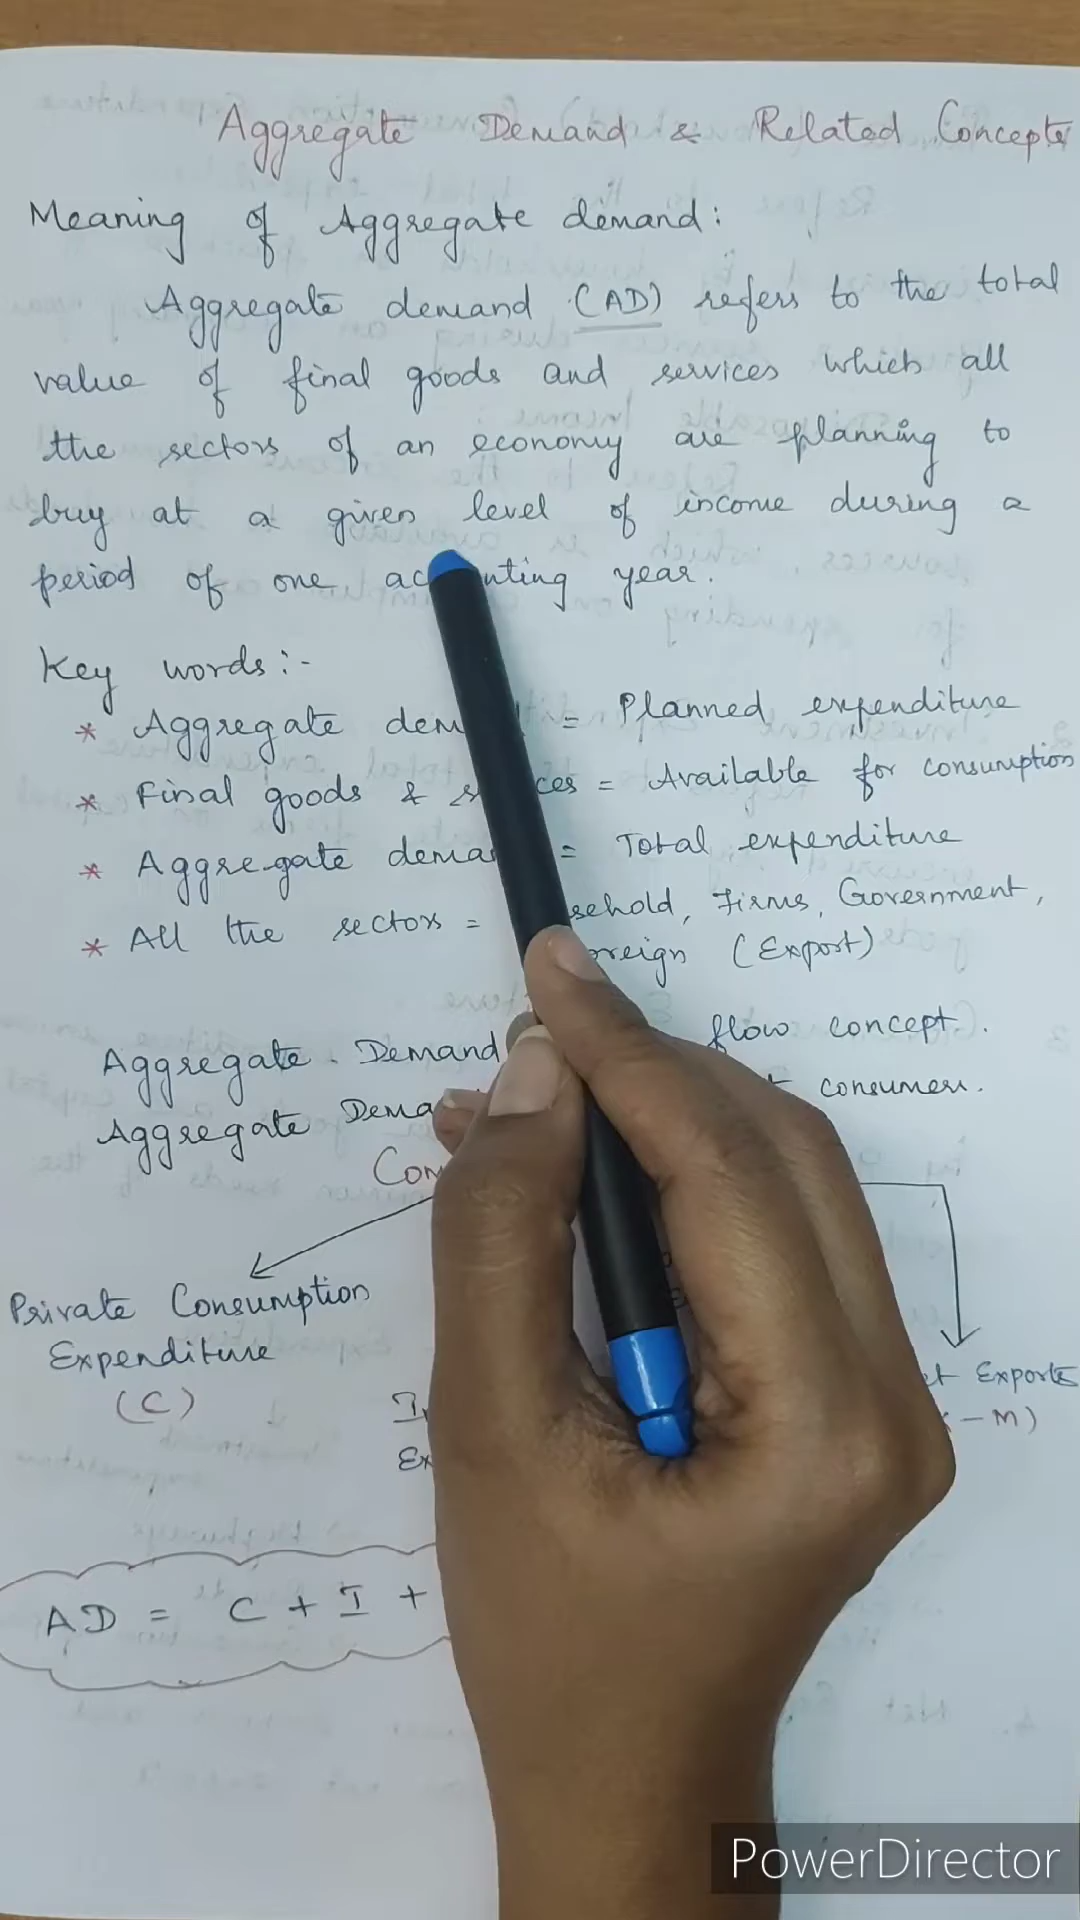 Aggregate Demand & Related Concepts
Meaning of Aggregate demand:
Aggregate demand (AD) refers to the total
value of final goods and services which all
the sectors of an economy are planning to
buy at a given level of income during a
period of one year.
Key words:-
* Aggregate = Planned expenditure
* Final goods & = Available for consumption
* Aggre-gate = Total expenditure
* All the sectors = Firms, Government,
(Export)
Aggregate Demand flow concept.
Aggregate consumers.
Private Consumption
Expenditure
(C)
Exports
- M)
AD = C + I +
PowerDirector